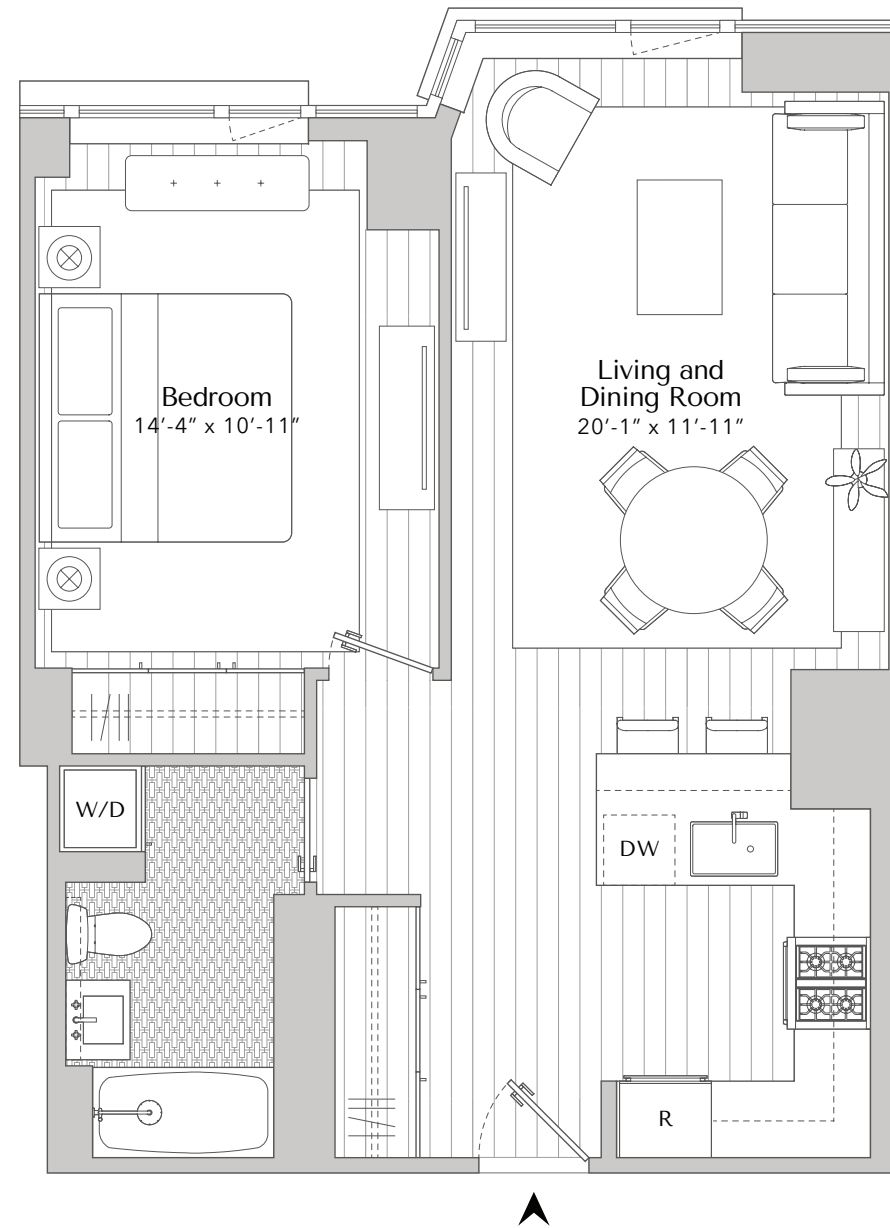 Living and
Dining Room
20’-1” x 11’-11”
Bedroom
14’-4” x 10’-11”
W/D
DW
R